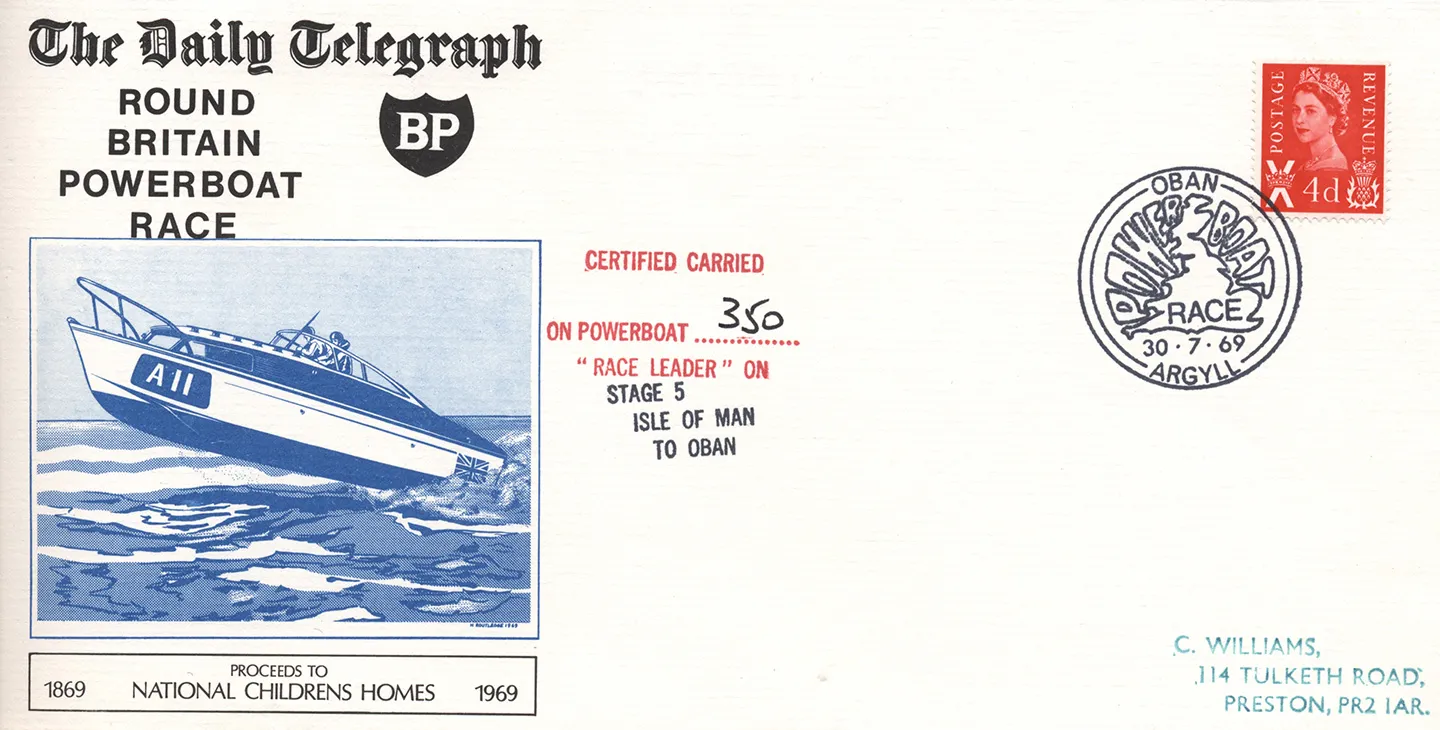 The Daily Telegraph
ROUND
BRITAIN
POWERBOAT
RACE
BP
A11
H ROUTLEDGE 1969
1869 PROCEEDS TO
NATIONAL CHILDRENS HOMES 1969
CERTIFIED CARRIED
ON POWERBOAT 350
"RACE LEADER" ON
STAGE 5
ISLE OF MAN
TO OBAN
POSTAGE
REVENUE
4d
OBAN
POWER BOAT
RACE
30·7·69
ARGYLL
C. WILLIAMS,
114 TULKETH ROAD,
PRESTON, PR2 1AR.